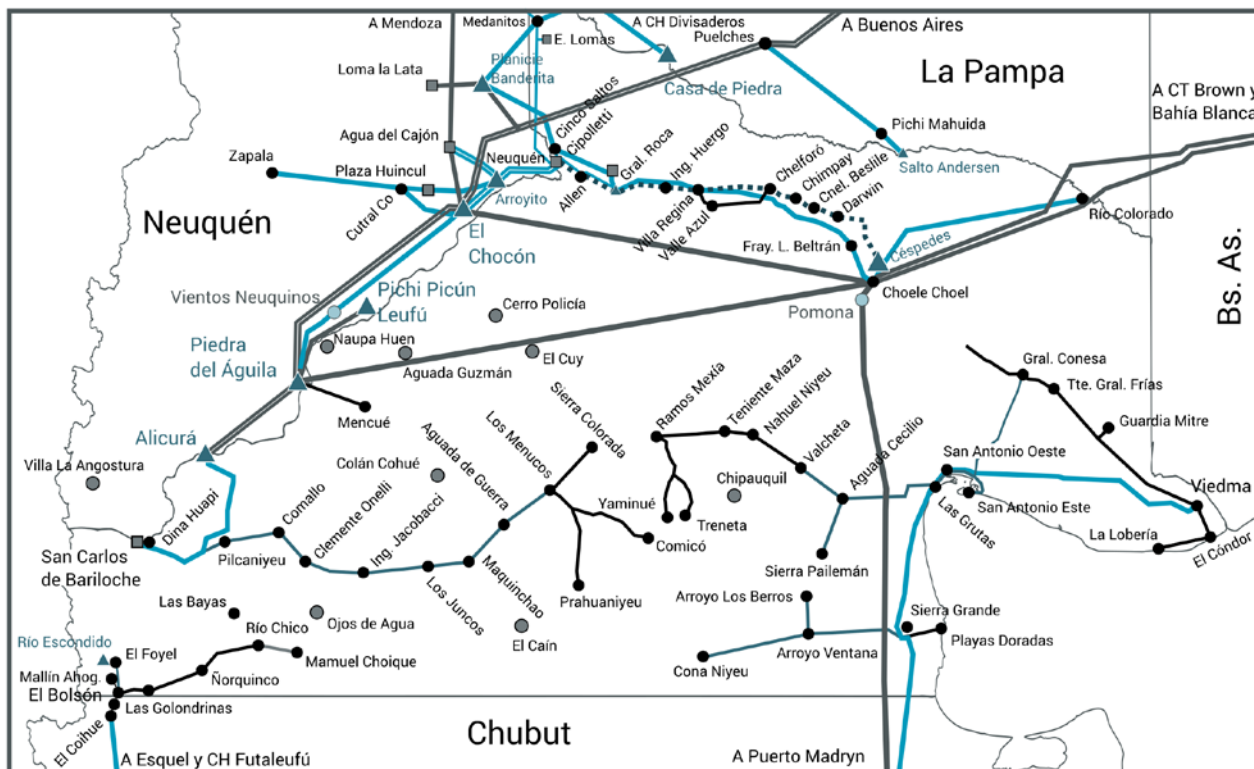 A Mendoza
Medanitos
A CH Divisaderos
Puelches
A Buenos Aires
E. Lomas
Loma la Lata
Planicie
Banderita
La Pampa
Casa de Piedra
A CT Brown y
Bahía Blanca
Agua del Cajón
Cinco Saltos
Cipolletti
Pichi Mahuida
Zapala
Plaza Huincul
Neuquén
Gral. Roca
Ing. Huergo
Chelforó
Chimpay
Cnel. Beslile
Darwin
Salto Andersen
Cutral Co
Arroyito
Allen
Villa Regina
Valle Azul
Río Colorado
Neuquén
El
Chocón
Fray. L. Beltrán
Céspedes
Choele Choel
Vientos Neuquinos
Pichi Picún
Leufú
Cerro Policía
Pomona
Bs. As.
Piedra
del Águila
Naupa Huen
Aguada Guzmán
El Cuy
Gral. Conesa
Tte. Gral. Frías
Mencué
Sierra Colorada
Los Menucos
Ramos Mexía
Teniente Maza
Nahuel Niyeu
Valcheta
Guardia Mitre
Alicurá
Aguada de Guerra
Aguada Cecilio
San Antonio Oeste
Villa La Angostura
Colán Cohué
Yaminué
Chipauquil
Viedma
San Antonio Este
Dina Huapi
Comallo
Clemente Onelli
Ing. Jacobacci
Treneta
Comicó
Las Grutas
La Lobería
El Cóndor
San Carlos
de Bariloche
Pilcaniyeu
Los Juncos
Maquinchao
Prahuaniyeu
Sierra Pailemán
Las Bayas
Ojos de Agua
El Caín
Arroyo Los Berros
Sierra Grande
Río Chico
Río Escondido
El Foyel
Mamuel Choique
Cona Niyeu
Arroyo Ventana
Playas Doradas
Mallín Ahog.
Ñorquinco
El Bolsón
Las Golondrinas
El Coihue
Chubut
A Esquel y CH Futaleufú
A Puerto Madryn